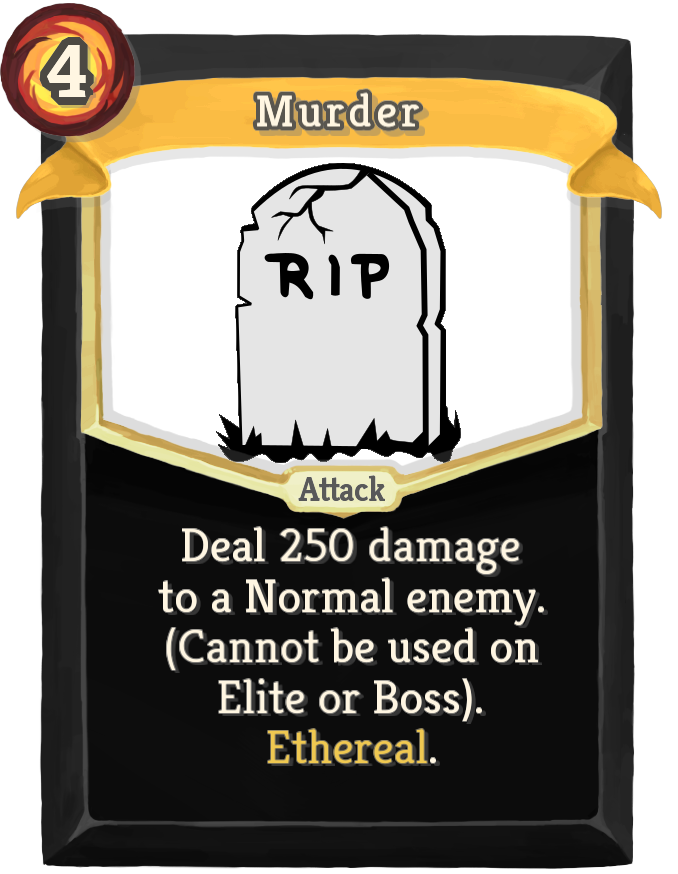 4
Murder
RIP
Attack
Deal 250 damage
to a Normal enemy.
(Cannot be used on
Elite or Boss).
Ethereal.